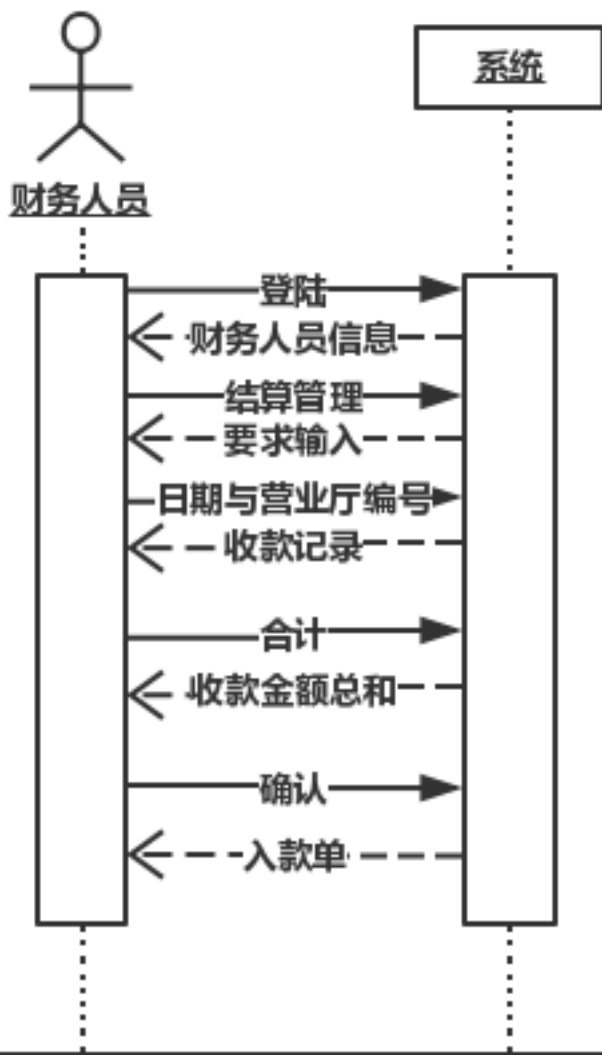 系统
财务人员
登陆
财务人员信息
结算管理
要求输入
日期与营业厅编号
收款记录
合计
收款金额总和
确认
入款单